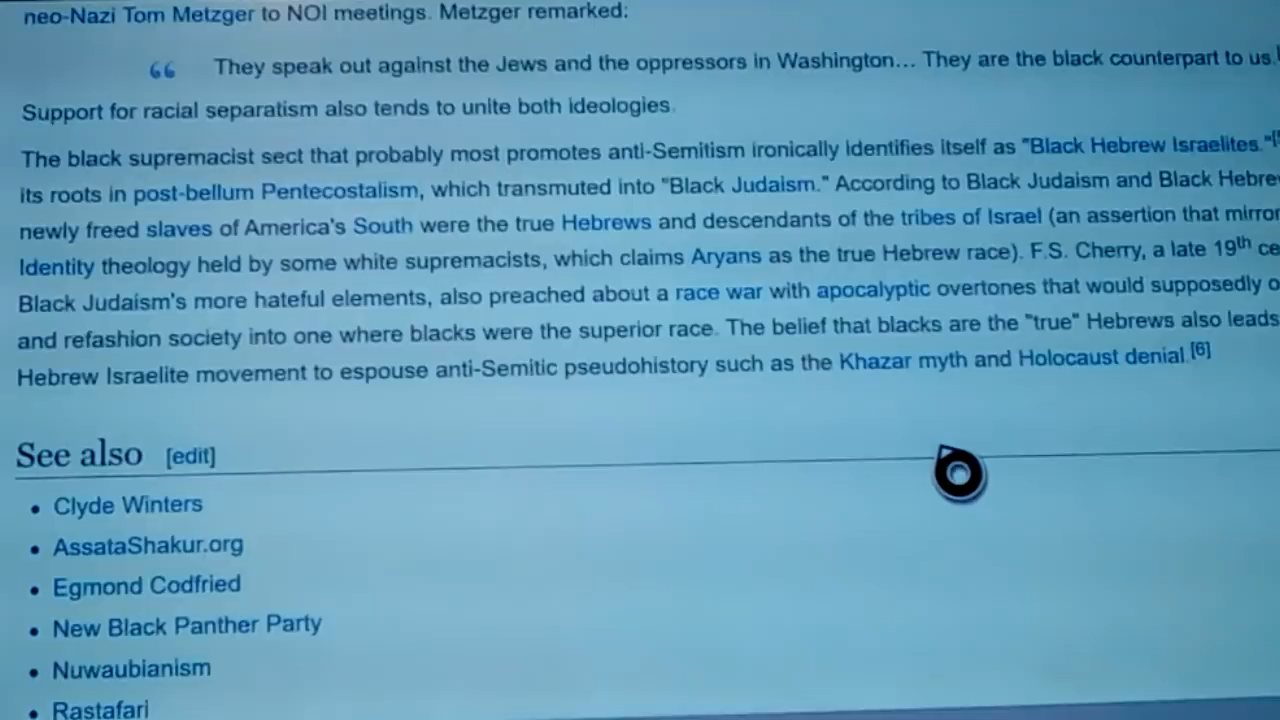 neo-Nazi Tom Metzger to NOI meetings. Metzger remarked:
“ They speak out against the Jews and the oppressors in Washington... They are the black counterpart to us.
Support for racial separatism also tends to unite both ideologies.
The black supremacist sect that probably most promotes anti-Semitism ironically identifies itself as "Black Hebrew Israelites."[
its roots in post-bellum Pentecostalism, which transmuted into "Black Judaism." According to Black Judaism and Black Hebre
newly freed slaves of America's South were the true Hebrews and descendants of the tribes of Israel (an assertion that mirror
Identity theology held by some white supremacists, which claims Aryans as the true Hebrew race). F.S. Cherry, a late 19th ce
Black Judaism's more hateful elements, also preached about a race war with apocalyptic overtones that would supposedly o
and refashion society into one where blacks were the superior race. The belief that blacks are the "true" Hebrews also leads
Hebrew Israelite movement to espouse anti-Semitic pseudohistory such as the Khazar myth and Holocaust denial.[6]
See also [edit]
• Clyde Winters
• AssataShakur.org
• Egmond Codfried
• New Black Panther Party
• Nuwaubianism
• Rastafari